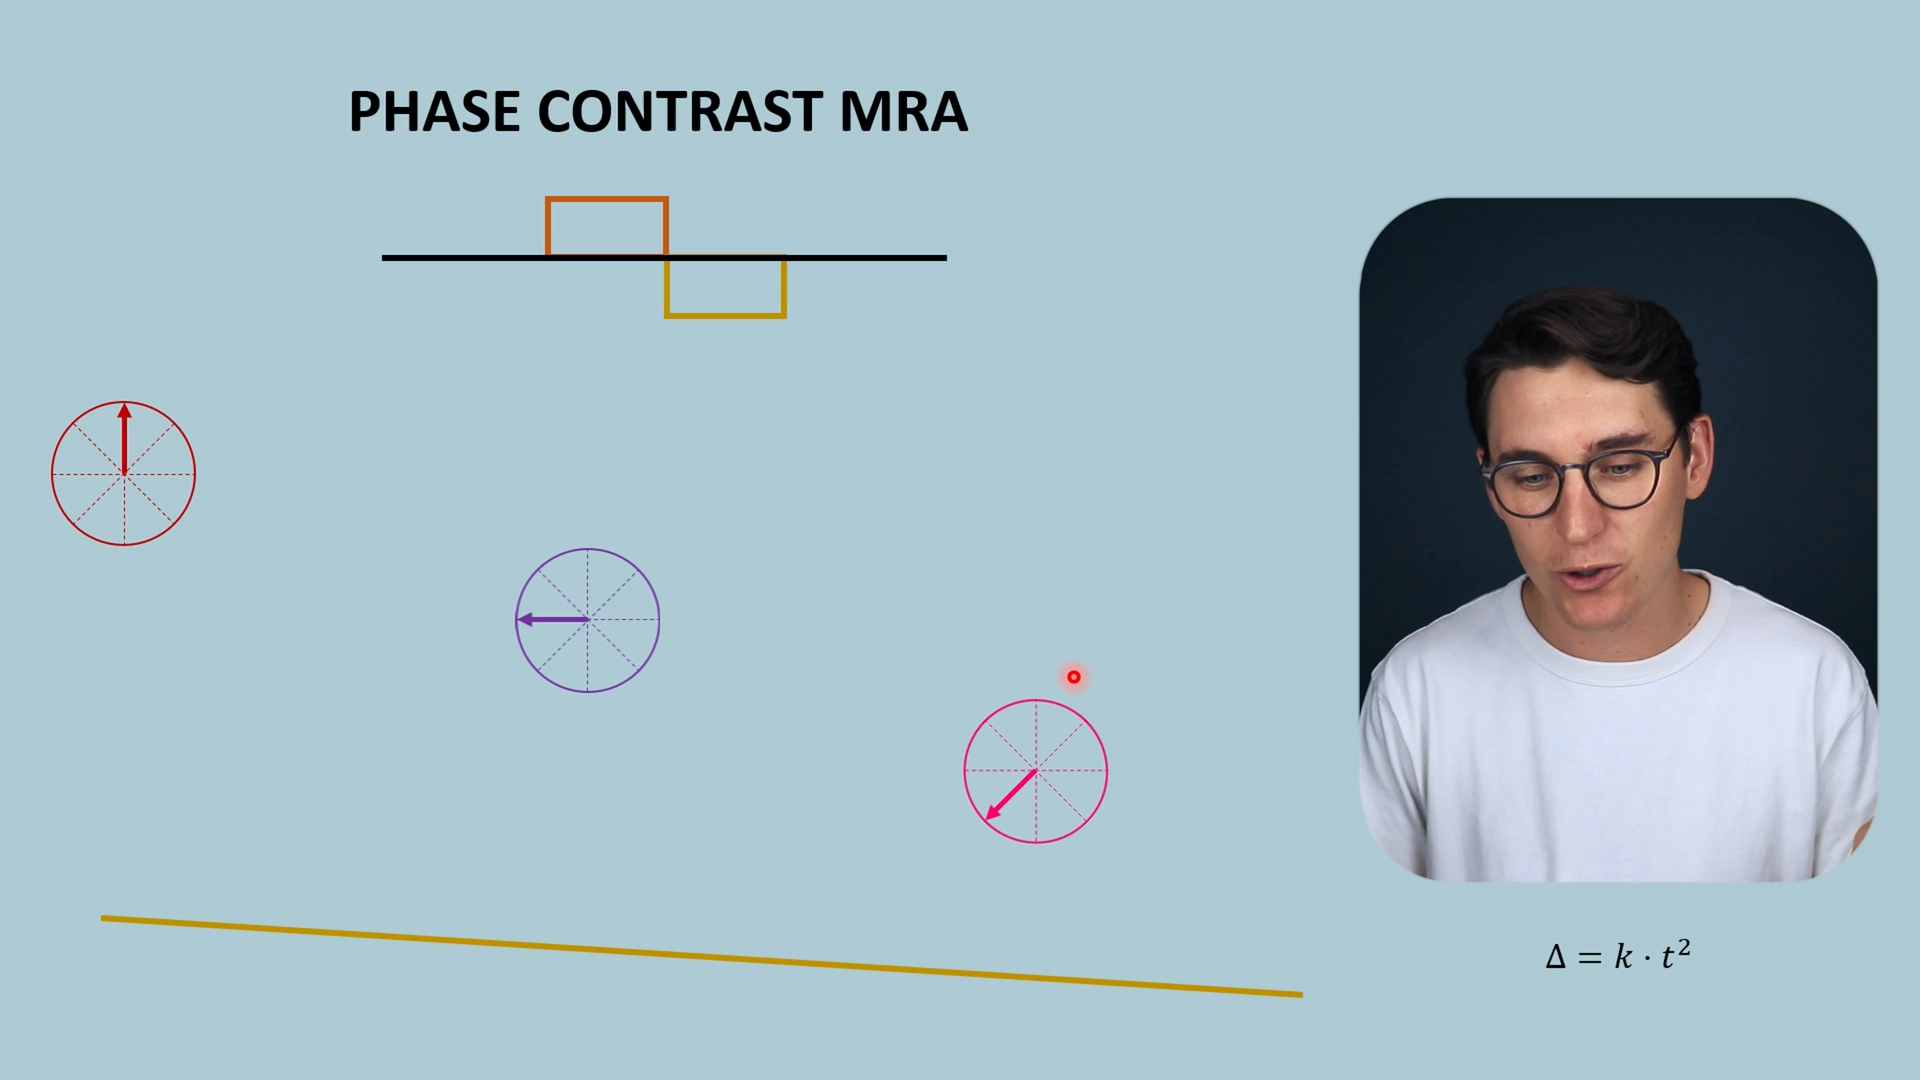 PHASE CONTRAST MRA
Δ = k · t²